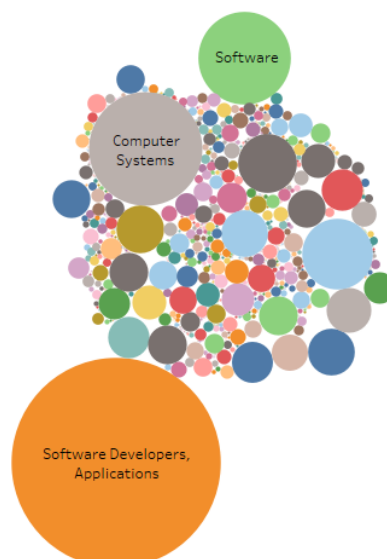 Software
Computer
Systems
Software Developers,
Applications